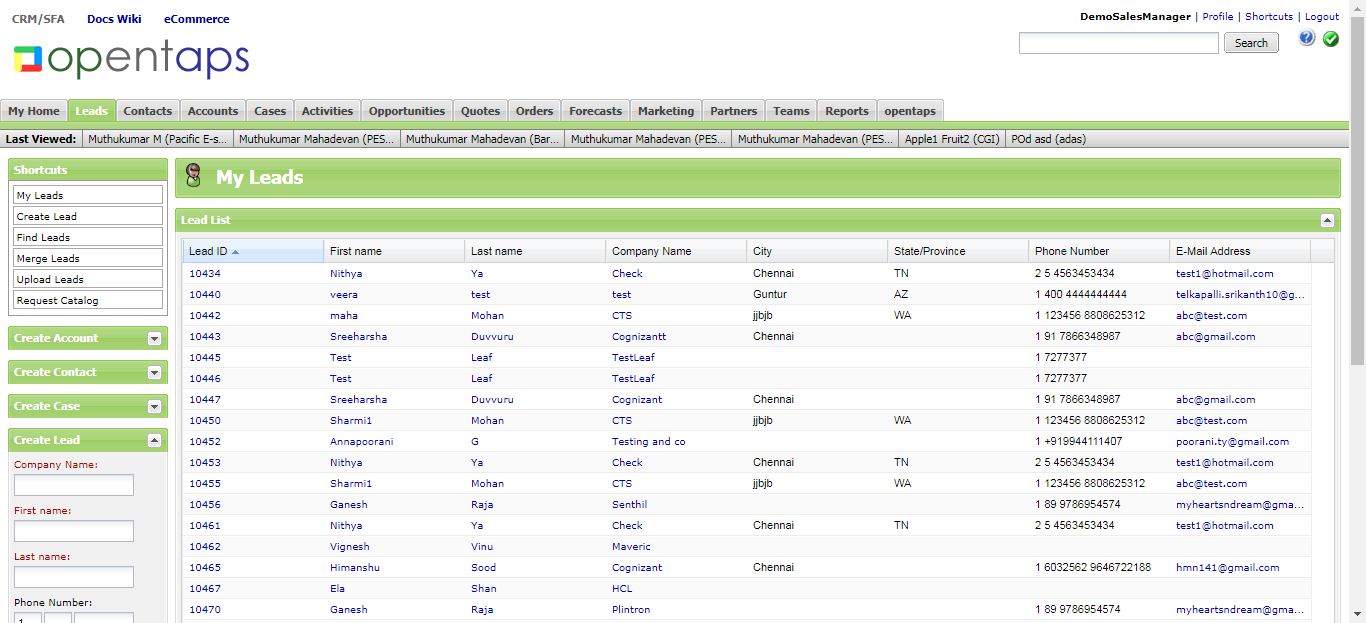 CRM/SFA Docs Wiki eCommerce
DemoSalesManager | Profile | Shortcuts | Logout
opentaps
Search
My Home Leads Contacts Accounts Cases Activities Opportunities Quotes Orders Forecasts Marketing Partners Teams Reports opentaps
Last Viewed: Muthukumar M (Pacific E-s... Muthukumar Mahadevan (PES... Muthukumar Mahadevan (Bar... Muthukumar Mahadevan (PES... Muthukumar Mahadevan (PES... Apple1 Fruit2 (CGI) POd asd (adas)
Shortcuts
My Leads
Create Lead
Find Leads
Merge Leads
Upload Leads
Request Catalog
Create Account
Create Contact
Create Case
Create Lead
Company Name:
First name:
Last name:
Phone Number:
1
My Leads
Lead List
Lead ID First name Last name Company Name City State/Province Phone Number E-Mail Address
10434 Nithya Ya Check Chennai TN 2 5 4563453434 test1@hotmail.com
10440 veera test test Guntur AZ 1 400 4444444444 telkapalli.srikanth10@g...
10442 maha Mohan CTS jjbjb WA 1 123456 8808625312 abc@test.com
10443 Sreeharsha Duvvuru Cognizantt Chennai 1 91 7866348987 abc@gmail.com
10445 Test Leaf TestLeaf 1 7277377
10446 Test Leaf TestLeaf 1 7277377
10447 Sreeharsha Duvvuru Cognizant Chennai 1 91 7866348987 abc@gmail.com
10450 Sharmi1 Mohan CTS jjbjb WA 1 123456 8808625312 abc@test.com
10452 Annapoorani G Testing and co 1 +919944111407 poorani.ty@gmail.com
10453 Nithya Ya Check Chennai TN 2 5 4563453434 test1@hotmail.com
10455 Sharmi1 Mohan CTS jjbjb WA 1 123456 8808625312 abc@test.com
10456 Ganesh Raja Senthil 1 89 9786954574 myheartsndream@gma...
10461 Nithya Ya Check Chennai TN 2 5 4563453434 test1@hotmail.com
10462 Vignesh Vinu Maveric
10465 Himanshu Sood Cognizant Chennai 1 6032562 9646722188 hmn141@gmail.com
10467 Ela Shan HCL
10470 Ganesh Raja Plintron 1 89 9786954574 myheartsndream@gma...